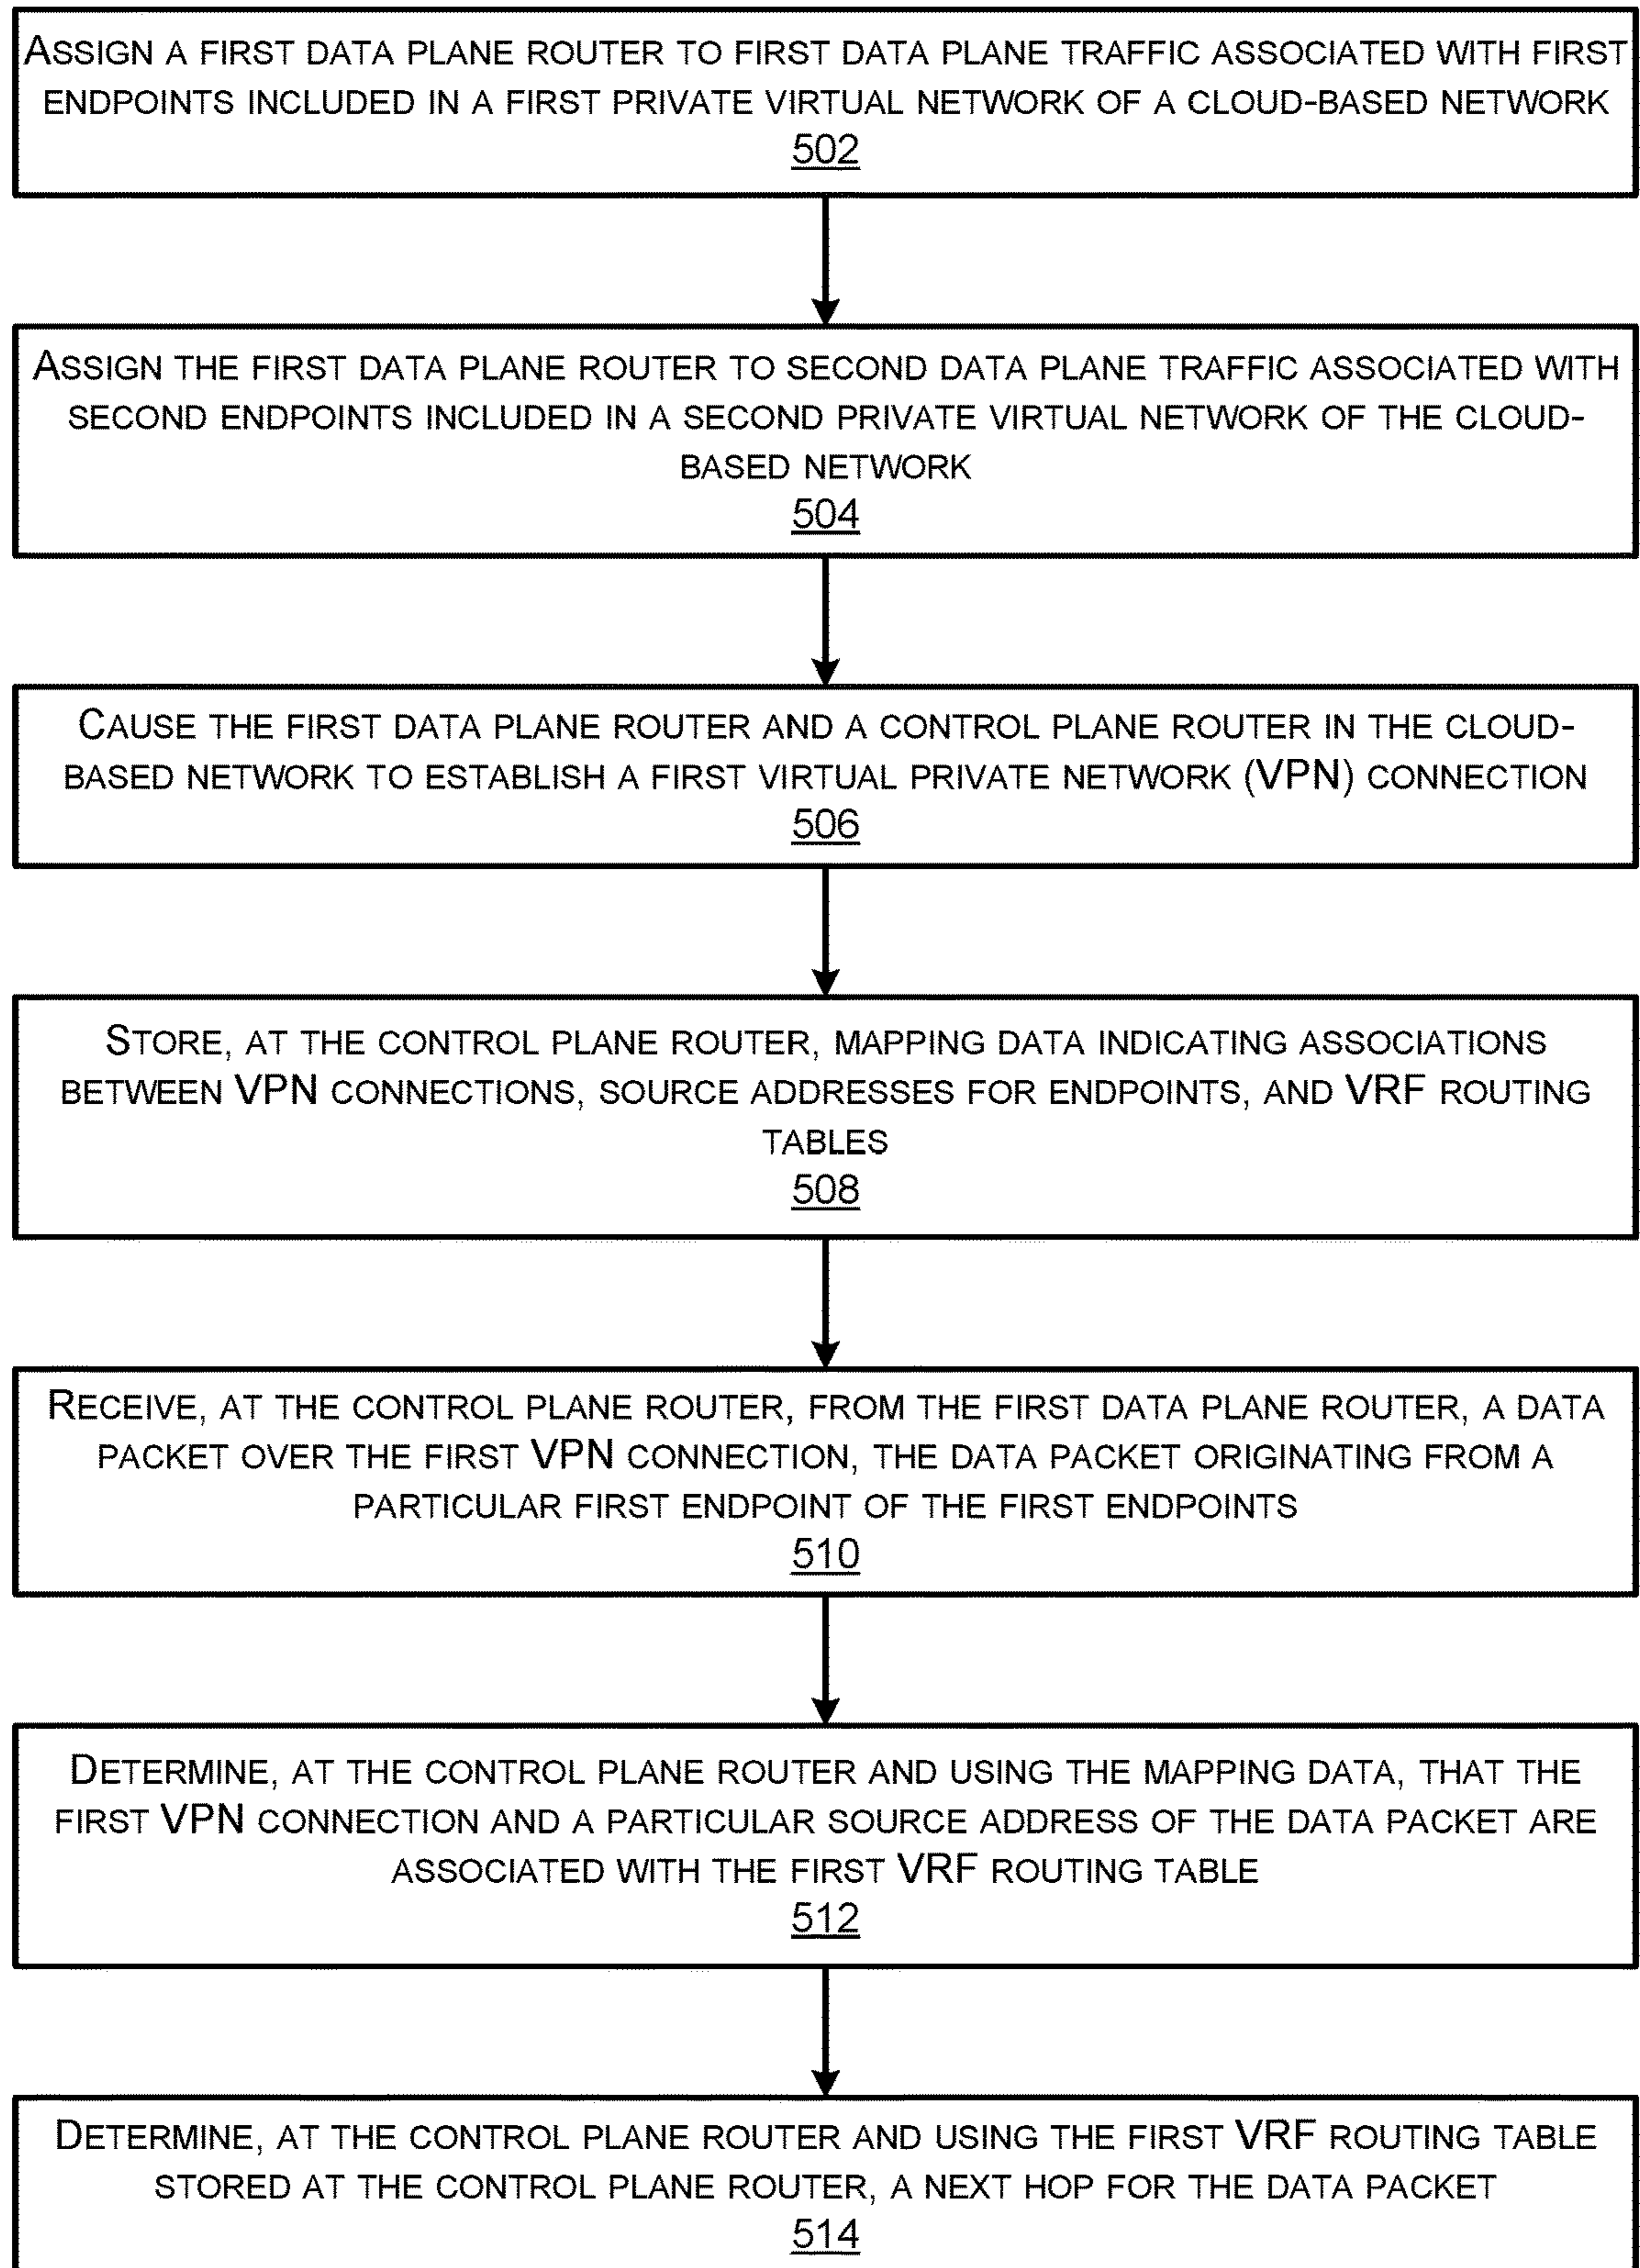 ASSIGN A FIRST DATA PLANE ROUTER TO FIRST DATA PLANE TRAFFIC ASSOCIATED WITH FIRST
ENDPOINTS INCLUDED IN A FIRST PRIVATE VIRTUAL NETWORK OF A CLOUD-BASED NETWORK
502
ASSIGN THE FIRST DATA PLANE ROUTER TO SECOND DATA PLANE TRAFFIC ASSOCIATED WITH
SECOND ENDPOINTS INCLUDED IN A SECOND PRIVATE VIRTUAL NETWORK OF THE CLOUD-
BASED NETWORK
504
CAUSE THE FIRST DATA PLANE ROUTER AND A CONTROL PLANE ROUTER IN THE CLOUD-
BASED NETWORK TO ESTABLISH A FIRST VIRTUAL PRIVATE NETWORK (VPN) CONNECTION
506
STORE, AT THE CONTROL PLANE ROUTER, MAPPING DATA INDICATING ASSOCIATIONS
BETWEEN VPN CONNECTIONS, SOURCE ADDRESSES FOR ENDPOINTS, AND VRF ROUTING
TABLES
508
RECEIVE, AT THE CONTROL PLANE ROUTER, FROM THE FIRST DATA PLANE ROUTER, A DATA
PACKET OVER THE FIRST VPN CONNECTION, THE DATA PACKET ORIGINATING FROM A
PARTICULAR FIRST ENDPOINT OF THE FIRST ENDPOINTS
510
DETERMINE, AT THE CONTROL PLANE ROUTER AND USING THE MAPPING DATA, THAT THE
FIRST VPN CONNECTION AND A PARTICULAR SOURCE ADDRESS OF THE DATA PACKET ARE
ASSOCIATED WITH THE FIRST VRF ROUTING TABLE
512
DETERMINE, AT THE CONTROL PLANE ROUTER AND USING THE FIRST VRF ROUTING TABLE
STORED AT THE CONTROL PLANE ROUTER, A NEXT HOP FOR THE DATA PACKET
514